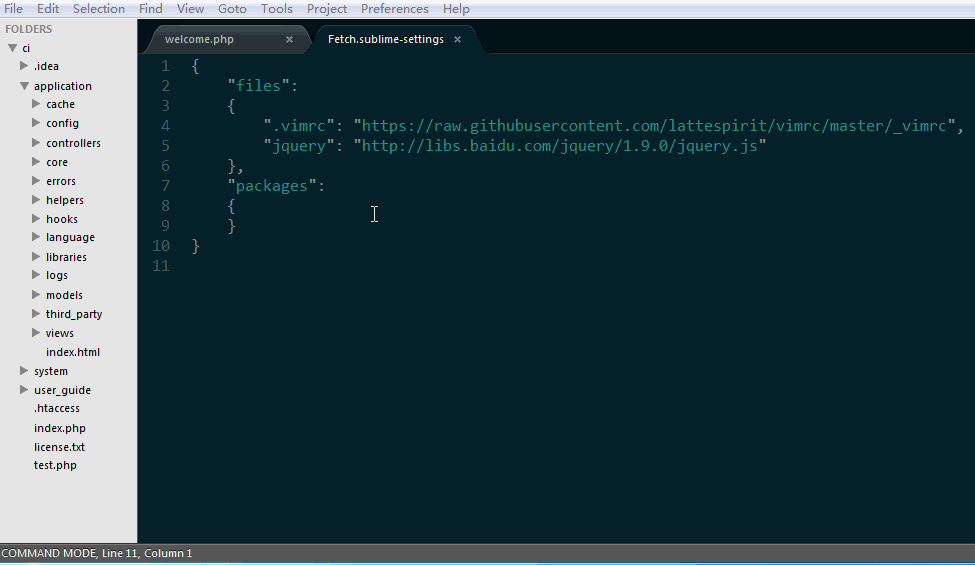 File Edit Selection Find View Goto Tools Project Preferences Help
FOLDERS
ci
.idea
application
cache
config
controllers
core
errors
helpers
hooks
language
libraries
logs
models
third_party
views
index.html
system
user_guide
.htaccess
index.php
license.txt
test.php
welcome.php × Fetch.sublime-settings ×
1 {
2 "files":
3 {
4 ".vimrc": "https://raw.githubusercontent.com/lattespirit/vimrc/master/_vimrc",
5 "jquery": "http://libs.baidu.com/jquery/1.9.0/jquery.js"
6 },
7 "packages":
8 {
9 }
10 }
11
COMMAND MODE, Line 11, Column 1